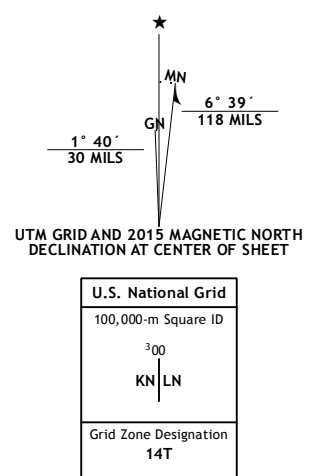 ★
MN
GN
6° 39´
118 MILS
1° 40´
30 MILS
UTM GRID AND 2015 MAGNETIC NORTH
DECLINATION AT CENTER OF SHEET
U.S. National Grid
100,000-m Square ID
³00
KN LN
Grid Zone Designation
14T